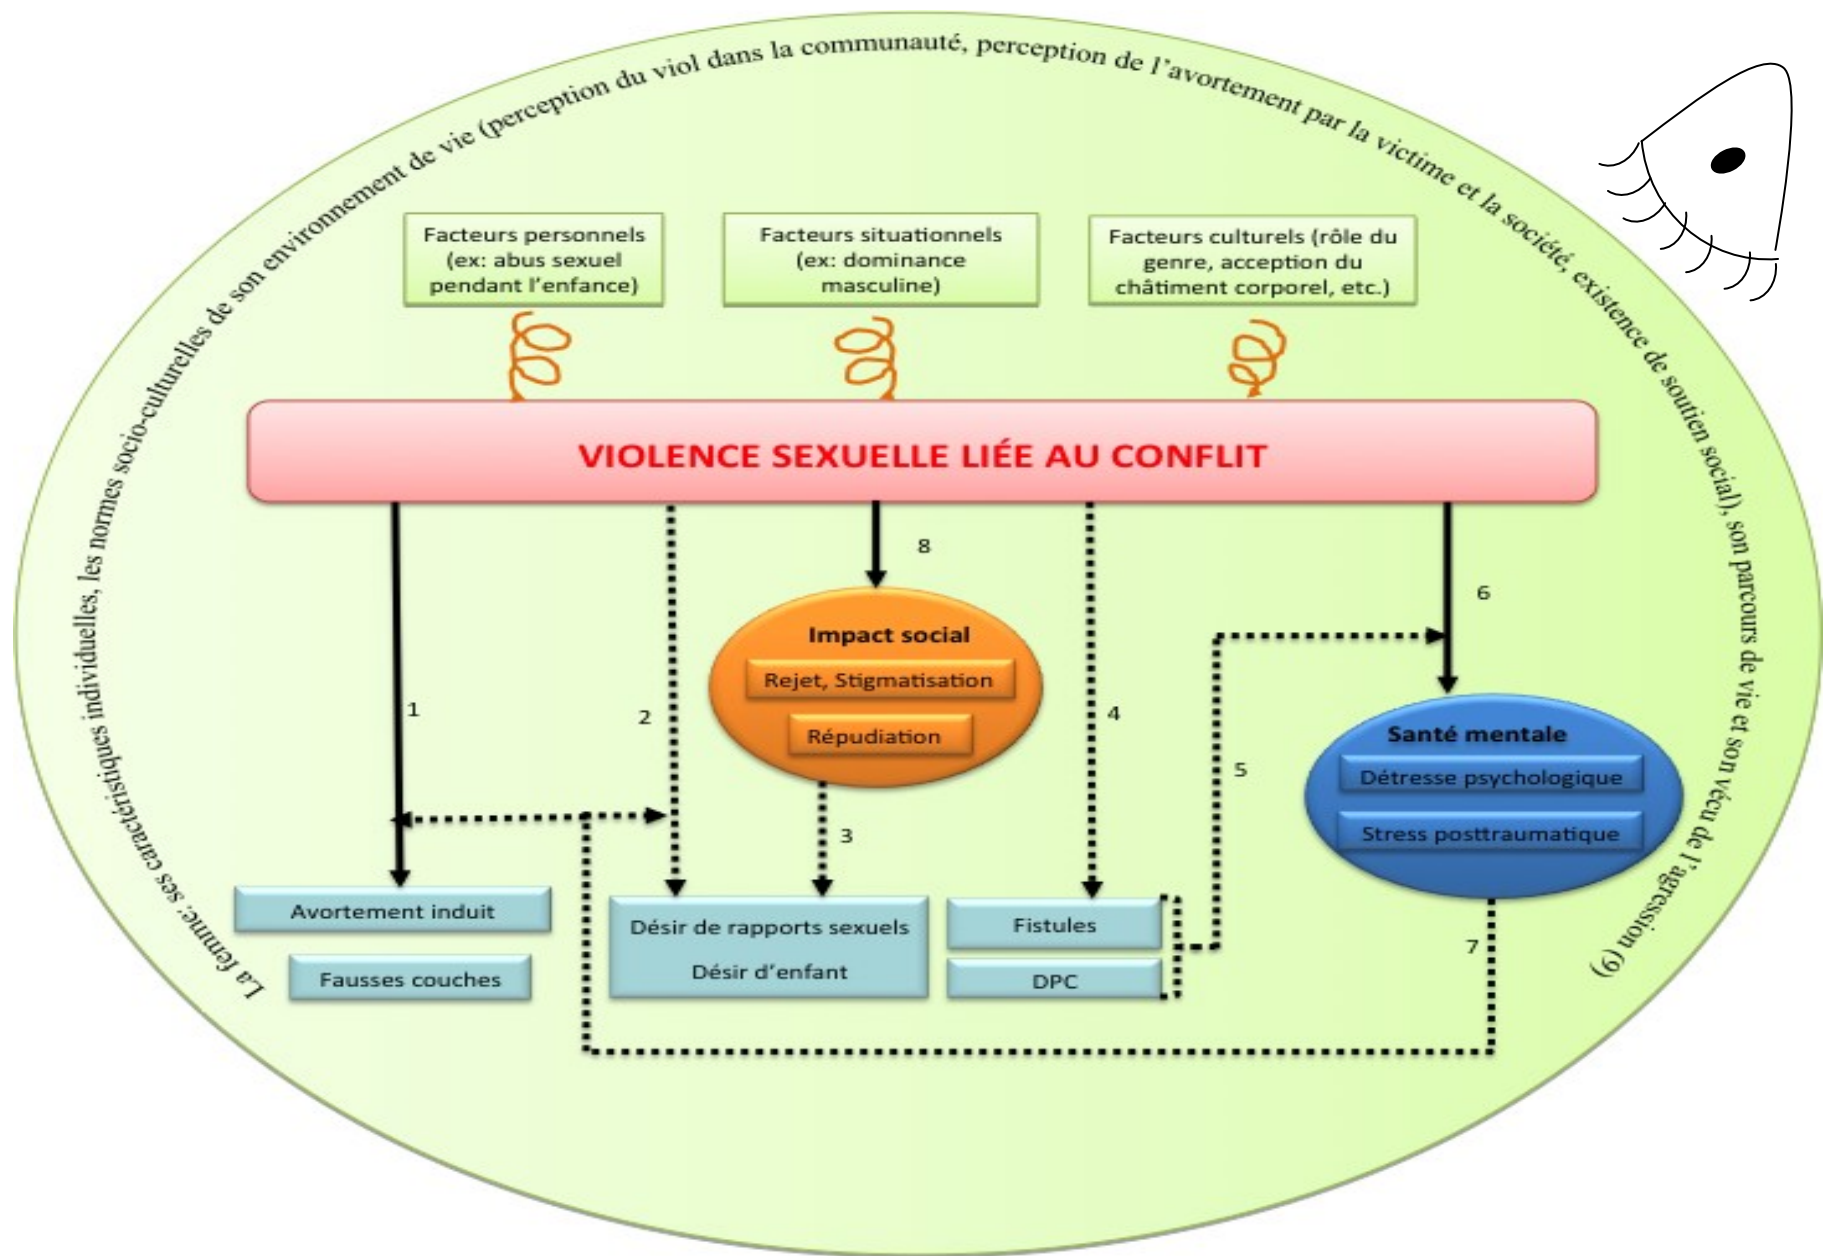 La femme: ses caractéristiques individuelles, les normes socio-culturelles de son environnement de vie (perception du viol dans la communauté, perception de l'avortement par la victime et la société, existence de soutien social), son parcours de vie et son vécu de l'agression (9)
Facteurs personnels
(ex: abus sexuel
pendant l'enfance)
Facteurs situationnels
(ex: dominance
masculine)
Facteurs culturels (rôle du
genre, acception du
châtiment corporel, etc.)
VIOLENCE SEXUELLE LIÉE AU CONFLIT
8
6
Impact social
Rejet, Stigmatisation
Répudiation
1
2
4
5
3
Santé mentale
Détresse psychologique
Stress posttraumatique
Avortement induit
Fausses couches
Désir de rapports sexuels
Désir d'enfant
Fistules
DPC
7